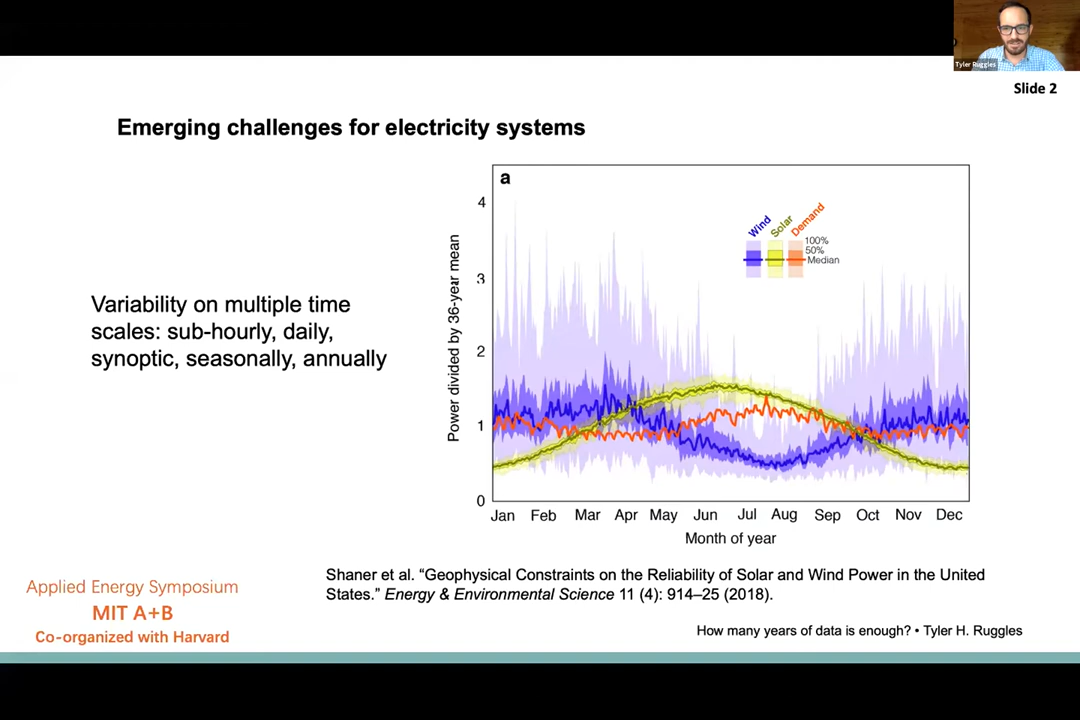 Tyler Ruggles
Slide 2
Emerging challenges for electricity systems
Variability on multiple time
scales: sub-hourly, daily,
synoptic, seasonally, annually
a
Power divided by 36-year mean
4
3
2
1
0
Wind
Solar
Demand
100%
50%
Median
Jan Feb Mar Apr May Jun Jul Aug Sep Oct Nov Dec
Month of year
Shaner et al. “Geophysical Constraints on the Reliability of Solar and Wind Power in the United
States.” Energy & Environmental Science 11 (4): 914–25 (2018).
Applied Energy Symposium
MIT A+B
Co-organized with Harvard
How many years of data is enough? • Tyler H. Ruggles